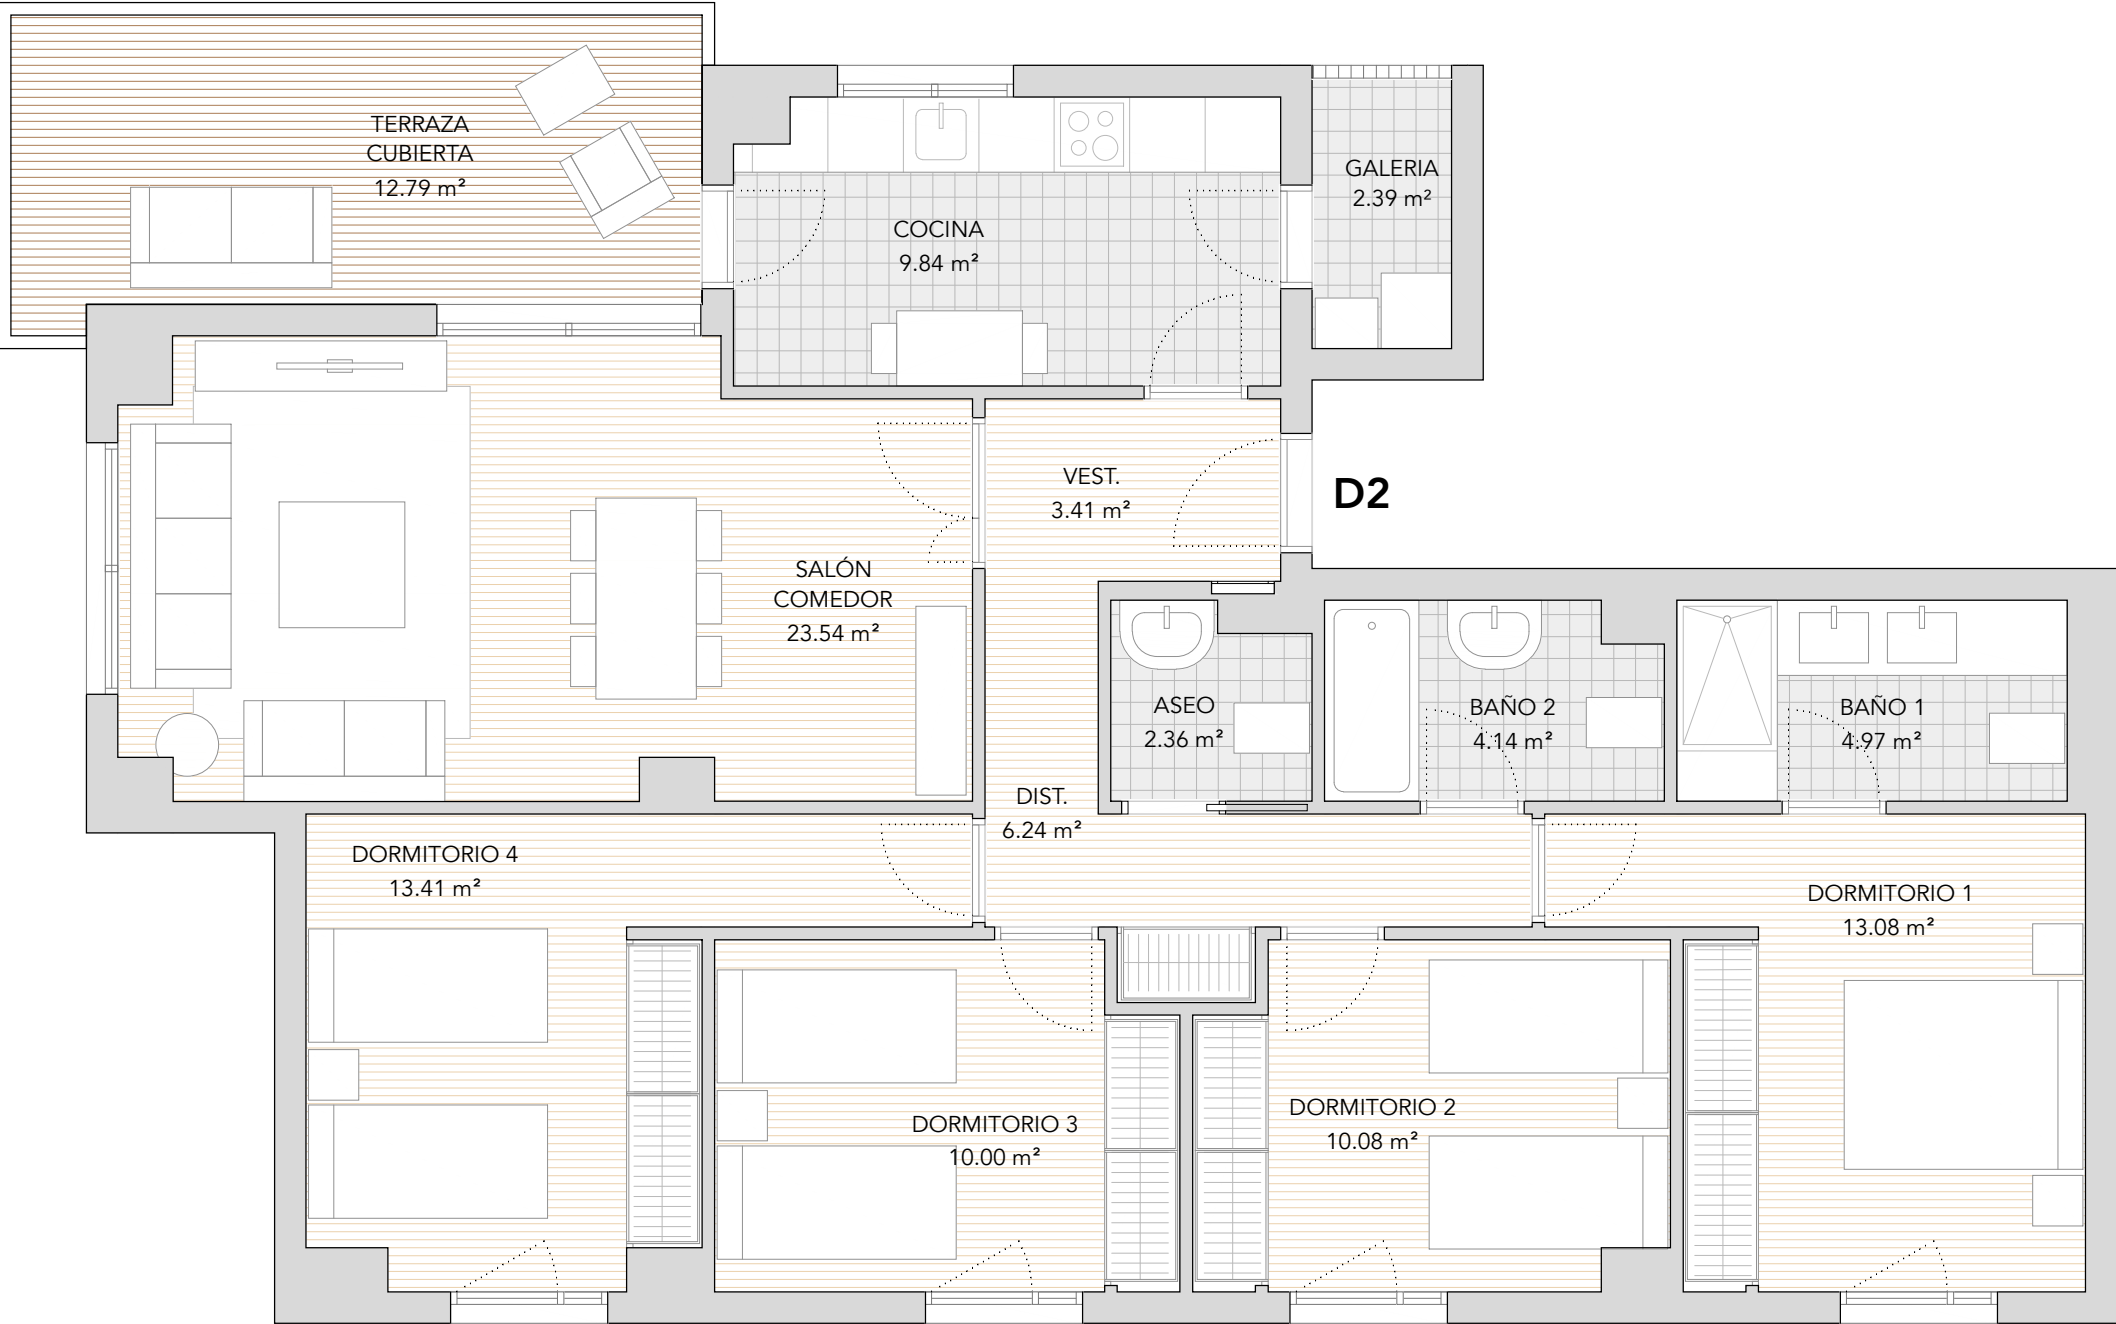 TERRAZA
CUBIERTA
12.79 m²
GALERIA
2.39 m²
COCINA
9.84 m²
VEST.
3.41 m²
D2
SALÓN
COMEDOR
23.54 m²
ASEO
2.36 m²
BAÑO 2
4.14 m²
BAÑO 1
4.97 m²
DIST.
6.24 m²
DORMITORIO 4
13.41 m²
DORMITORIO 1
13.08 m²
DORMITORIO 3
10.00 m²
DORMITORIO 2
10.08 m²